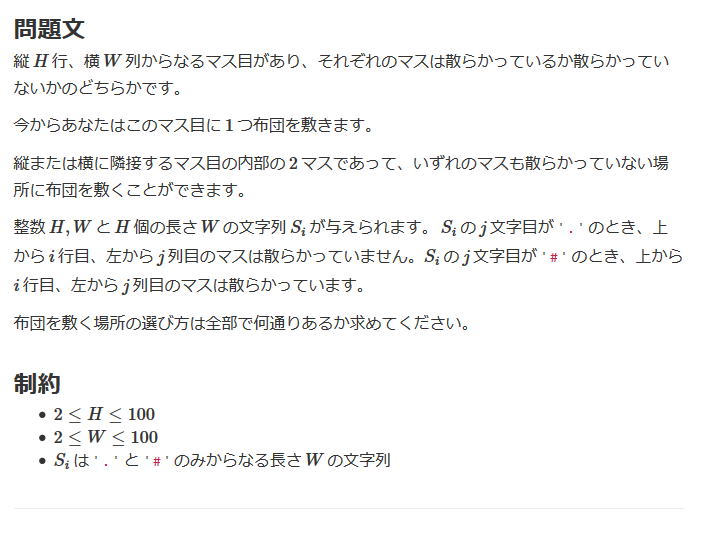 問題文
縦 H 行、横 W 列からなるマス目があり、それぞれのマスは散らかっているか散らかってい
ないかのどちらかです。
今からあなたはこのマス目に 1 つ布団を敷きます。
縦または横に隣接するマス目の内部の 2 マスであって、いずれのマスも散らかっていない場
所に布団を敷くことができます。
整数 H, W と H 個の長さ W の文字列 Si が与えられます。 Si の j 文字目が '.' のとき、上
から i 行目、左から j 列目のマスは散らかっていません。Si の j 文字目が '#' のとき、上から
i 行目、左から j 列目のマスは散らかっています。
布団を敷く場所の選び方は全部で何通りあるか求めてください。
制約
• 2 ≤ H ≤ 100
• 2 ≤ W ≤ 100
• Si は '.' と '#' のみからなる長さ W の文字列